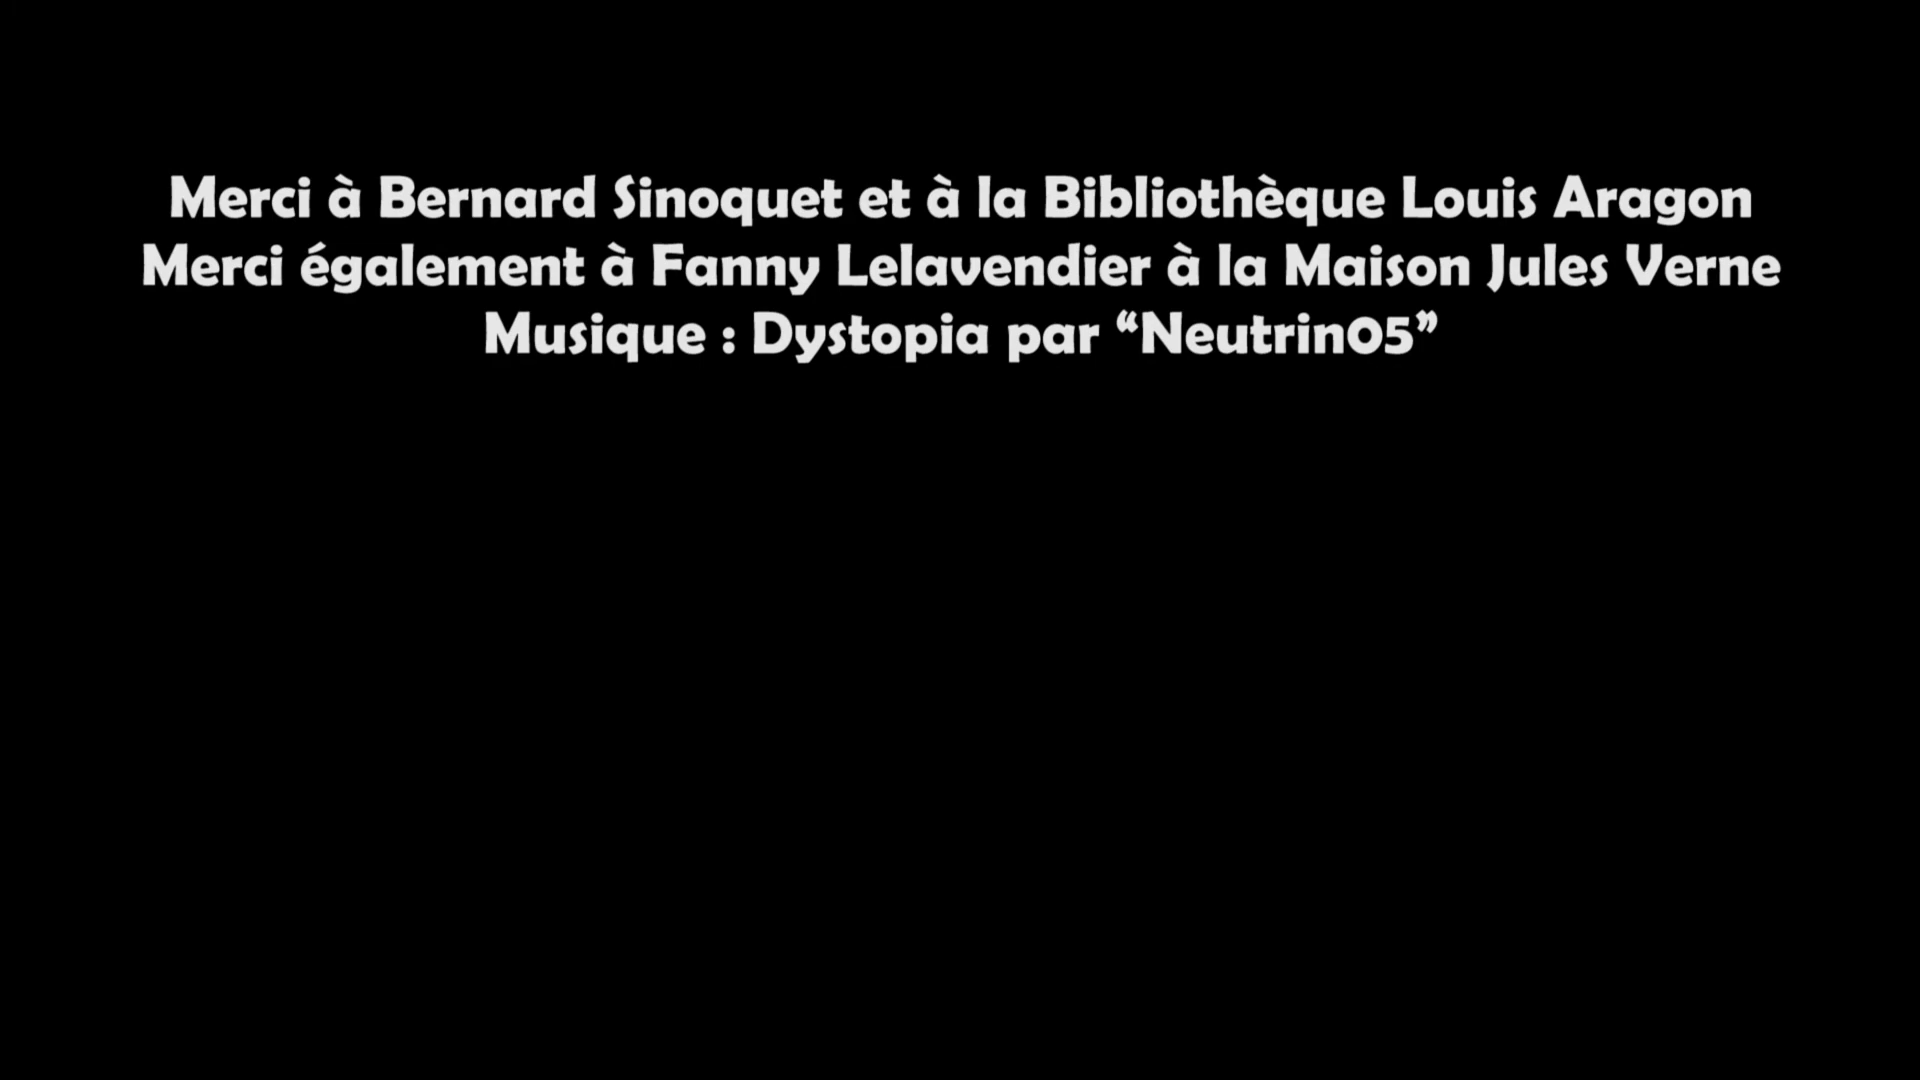 Merci à Bernard Sinoquet et à la Bibliothèque Louis Aragon
Merci également à Fanny Lelavendier à la Maison Jules Verne
Musique : Dystopia par “Neutrin05”